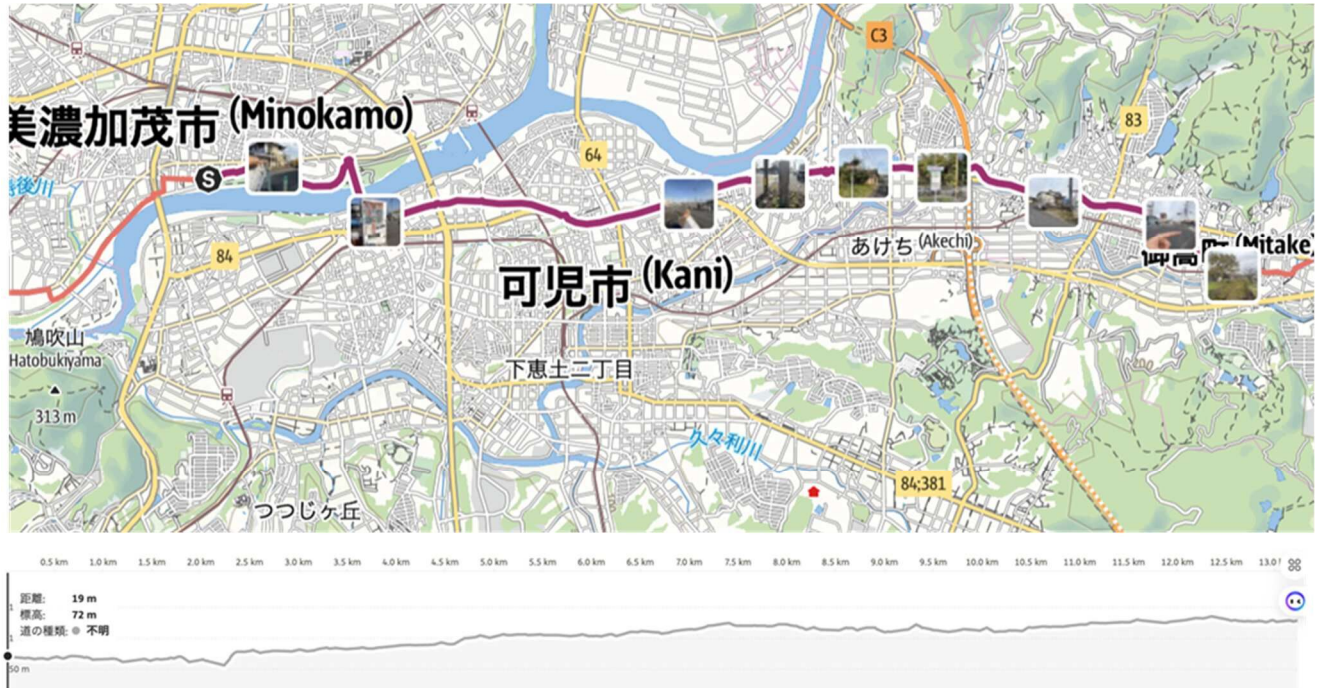 C3
83
美濃加茂市 (Minokamo)
64
S
あけち (Akechi)
(Mitake)
84
可児市 (Kani)
鳩吹山
Hatobukiyama
下恵土二丁目
313 m
久々利川
84;381
つつじヶ丘
0.5 km 1.0 km 1.5 km 2.0 km 2.5 km 3.0 km 3.5 km 4.0 km 4.5 km 5.0 km 5.5 km 6.0 km 6.5 km 7.0 km 7.5 km 8.0 km 8.5 km 9.0 km 9.5 km 10.0 km 10.5 km 11.0 km 11.5 km 12.0 km 12.5 km 13.0
距離: 19 m
標高: 72 m
道の種類: 不明
50 m